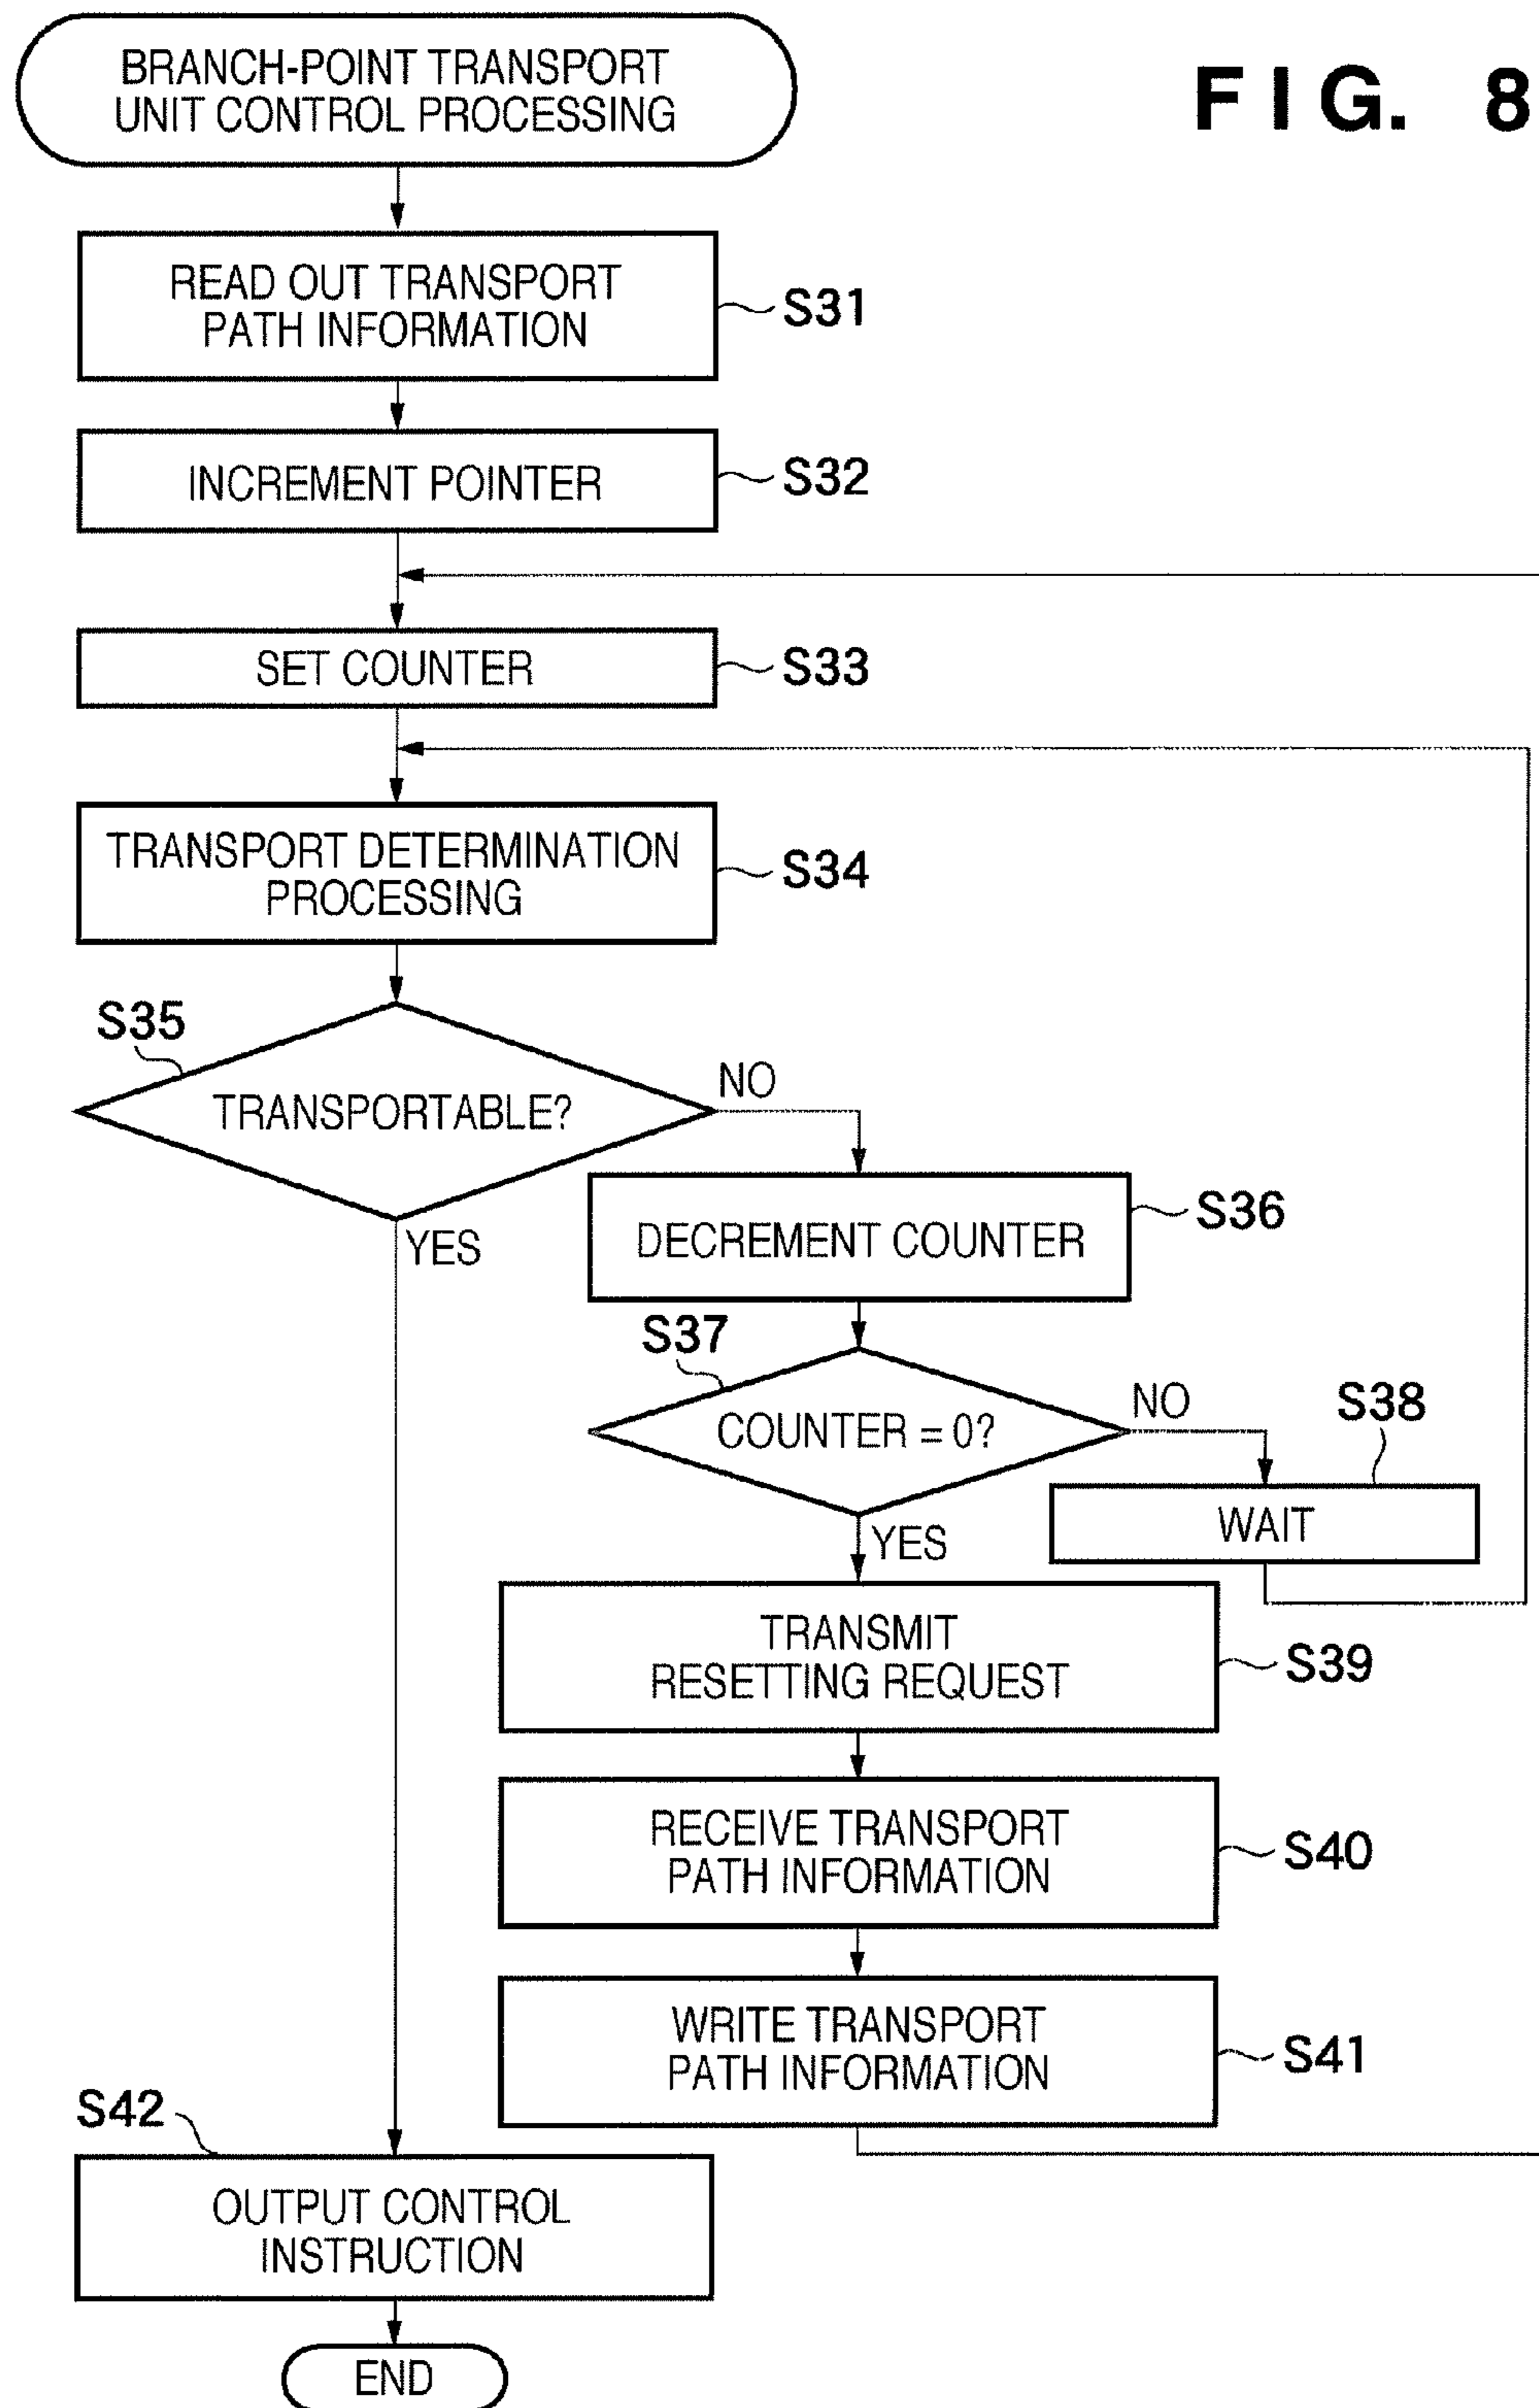 BRANCH-POINT TRANSPORT
UNIT CONTROL PROCESSING
FIG. 8
READ OUT TRANSPORT
PATH INFORMATION
S31
INCREMENT POINTER
S32
SET COUNTER
S33
TRANSPORT DETERMINATION
PROCESSING
S34
S35
TRANSPORTABLE?
NO
YES
DECREMENT COUNTER
S36
S37
COUNTER = 0?
NO
YES
S38
WAIT
TRANSMIT
RESETTING REQUEST
S39
RECEIVE TRANSPORT
PATH INFORMATION
S40
WRITE TRANSPORT
PATH INFORMATION
S41
S42
OUTPUT CONTROL
INSTRUCTION
END